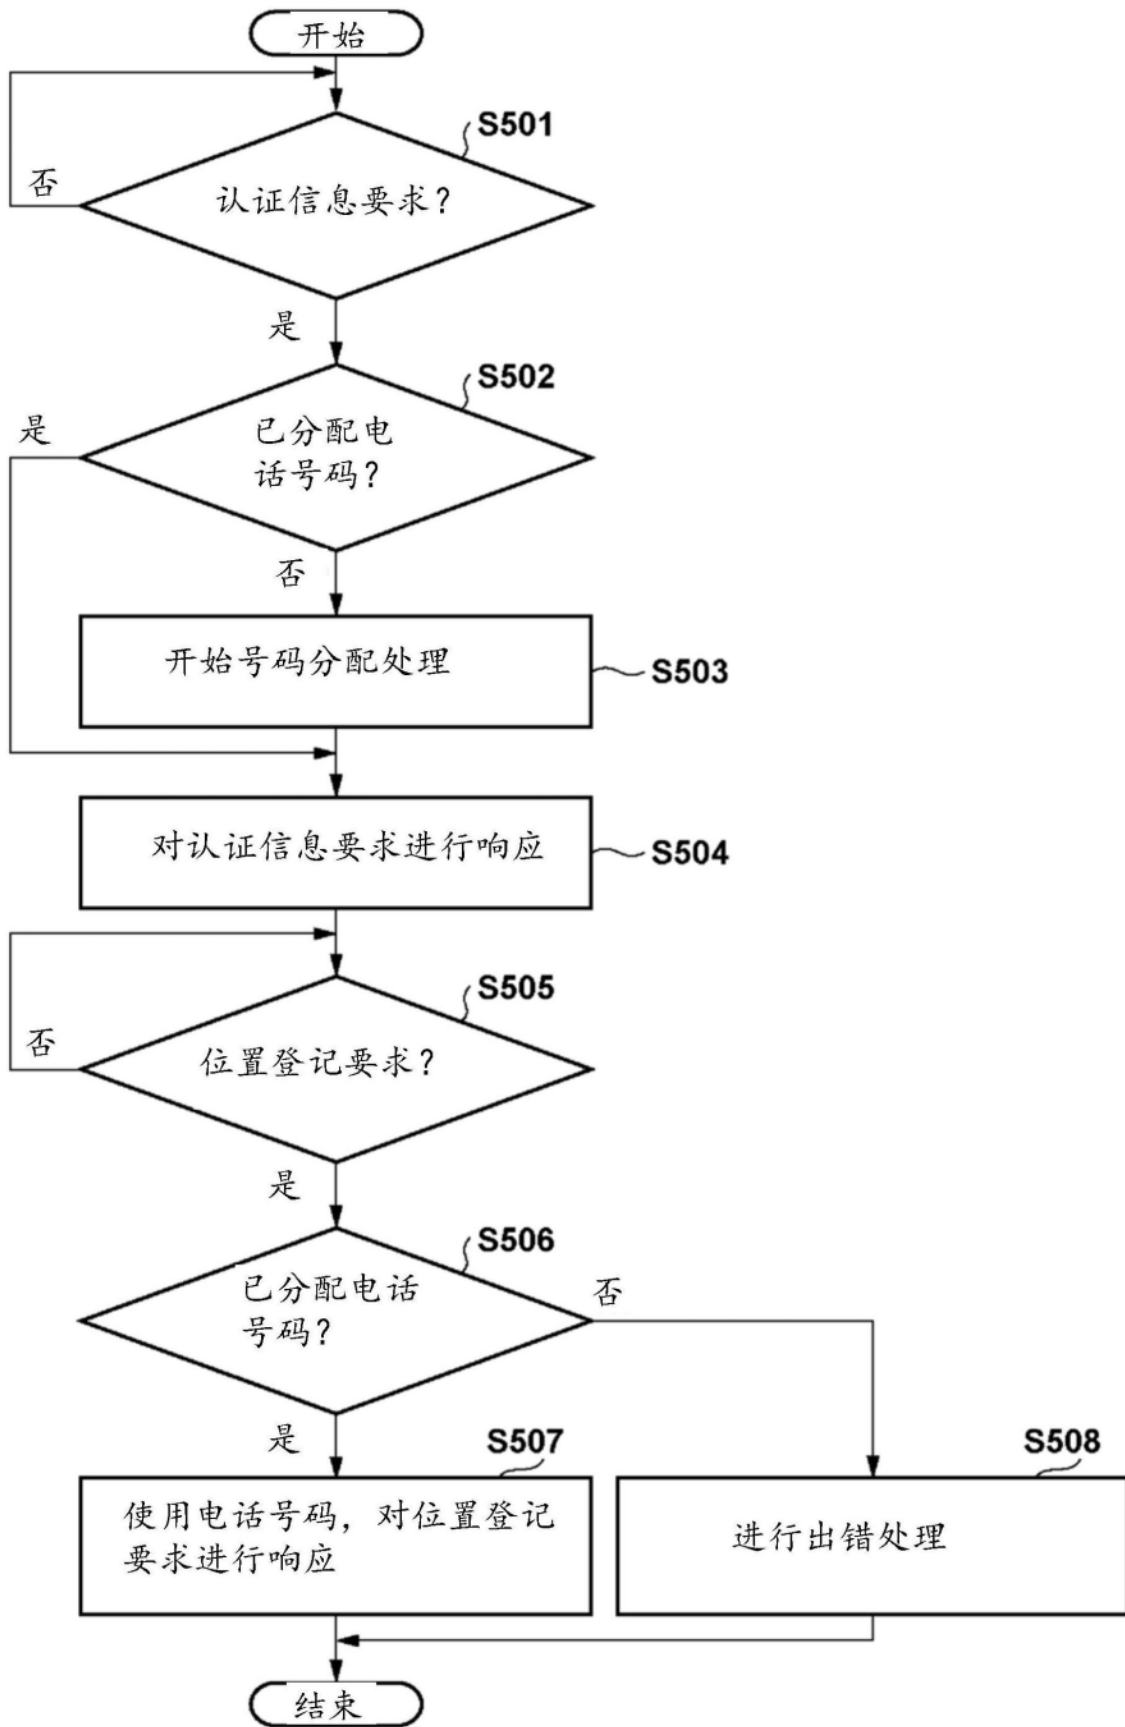 开始
S501
否
认证信息要求？
是
S502
是
已分配电
话号码？
否
开始号码分配处理
S503
对认证信息要求进行响应
S504
S505
否
位置登记要求？
是
S506
已分配电话
号码？
否
是
S507
S508
使用电话号码，对位置登记
要求进行响应
进行出错处理
结束